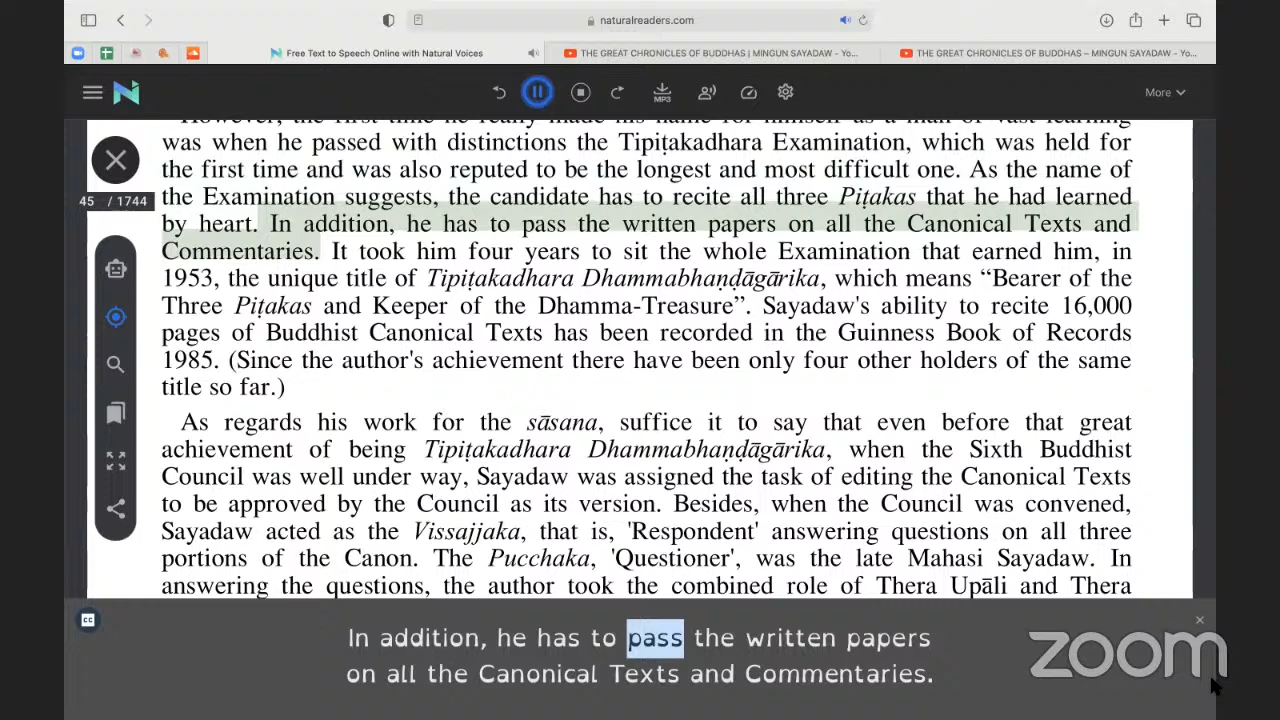 naturalreaders.com
Free Text to Speech Online with Natural Voices
THE GREAT CHRONICLES OF BUDDHAS | MINGUN SAYADAW - Yo...
THE GREAT CHRONICLES OF BUDDHAS – MINGUN SAYADAW - Yo...
MP3
More
However, the first time he really made his name for himself as a man of vast learning
was when he passed with distinctions the Tipiṭakadhara Examination, which was held for
the first time and was also reputed to be the longest and most difficult one. As the name of
the Examination suggests, the candidate has to recite all three Piṭakas that he had learned
by heart. In addition, he has to pass the written papers on all the Canonical Texts and
Commentaries. It took him four years to sit the whole Examination that earned him, in
1953, the unique title of Tipiṭakadhara Dhammabhaṇḍāgārika, which means “Bearer of the
Three Piṭakas and Keeper of the Dhamma-Treasure”. Sayadaw's ability to recite 16,000
pages of Buddhist Canonical Texts has been recorded in the Guinness Book of Records
1985. (Since the author's achievement there have been only four other holders of the same
title so far.)
As regards his work for the sāsana, suffice it to say that even before that great
achievement of being Tipiṭakadhara Dhammabhaṇḍāgārika, when the Sixth Buddhist
Council was well under way, Sayadaw was assigned the task of editing the Canonical Texts
to be approved by the Council as its version. Besides, when the Council was convened,
Sayadaw acted as the Vissajjaka, that is, 'Respondent' answering questions on all three
portions of the Canon. The Pucchaka, 'Questioner', was the late Mahasi Sayadaw. In
answering the questions, the author took the combined role of Thera Upāli and Thera
45 / 1744
cc
In addition, he has to pass the written papers
on all the Canonical Texts and Commentaries.
zoom